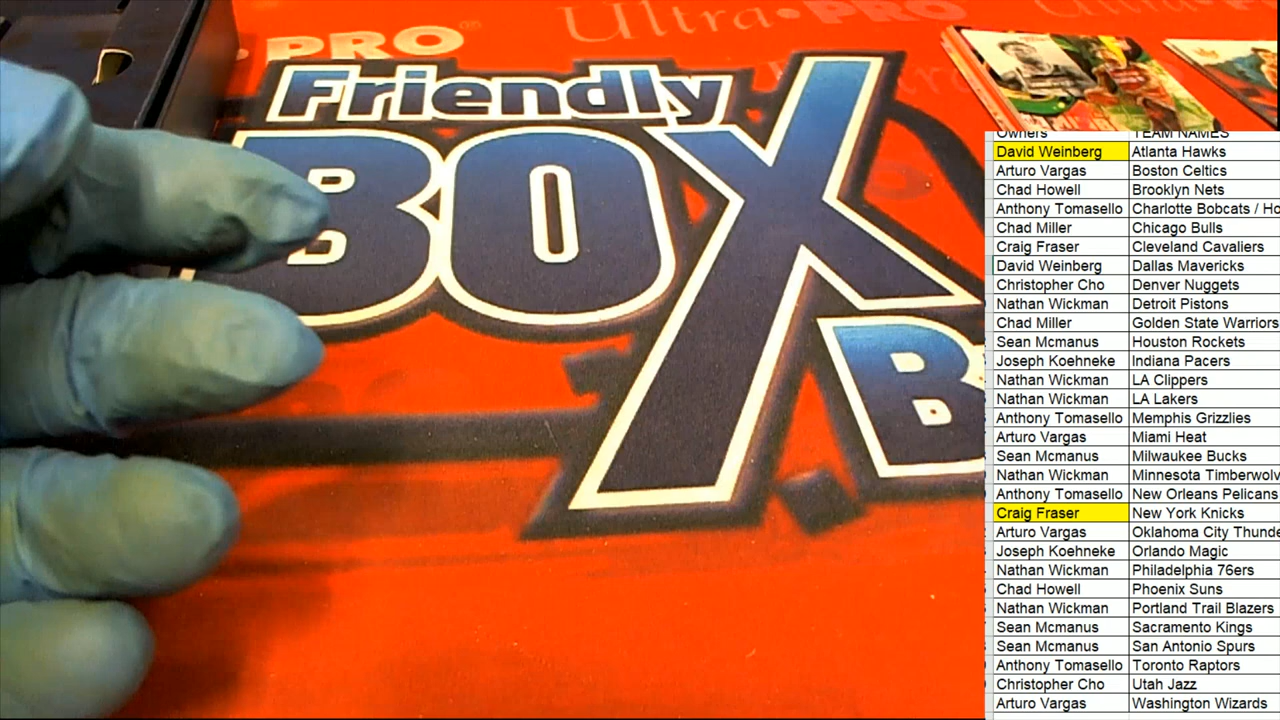 PRO
Ultra•PRO
Friendly
BOX
B
Owners TEAM NAMES
David Weinberg Atlanta Hawks
Arturo Vargas Boston Celtics
Chad Howell Brooklyn Nets
Anthony Tomasello Charlotte Bobcats / Ho
Chad Miller Chicago Bulls
Craig Fraser Cleveland Cavaliers
David Weinberg Dallas Mavericks
Christopher Cho Denver Nuggets
Nathan Wickman Detroit Pistons
Chad Miller Golden State Warriors
Sean Mcmanus Houston Rockets
Joseph Koehneke Indiana Pacers
Nathan Wickman LA Clippers
Nathan Wickman LA Lakers
Anthony Tomasello Memphis Grizzlies
Arturo Vargas Miami Heat
Sean Mcmanus Milwaukee Bucks
Nathan Wickman Minnesota Timberwolv
Anthony Tomasello New Orleans Pelicans
Craig Fraser New York Knicks
Arturo Vargas Oklahoma City Thunde
Joseph Koehneke Orlando Magic
Nathan Wickman Philadelphia 76ers
Chad Howell Phoenix Suns
Nathan Wickman Portland Trail Blazers
Sean Mcmanus Sacramento Kings
Sean Mcmanus San Antonio Spurs
Anthony Tomasello Toronto Raptors
Christopher Cho Utah Jazz
Arturo Vargas Washington Wizards